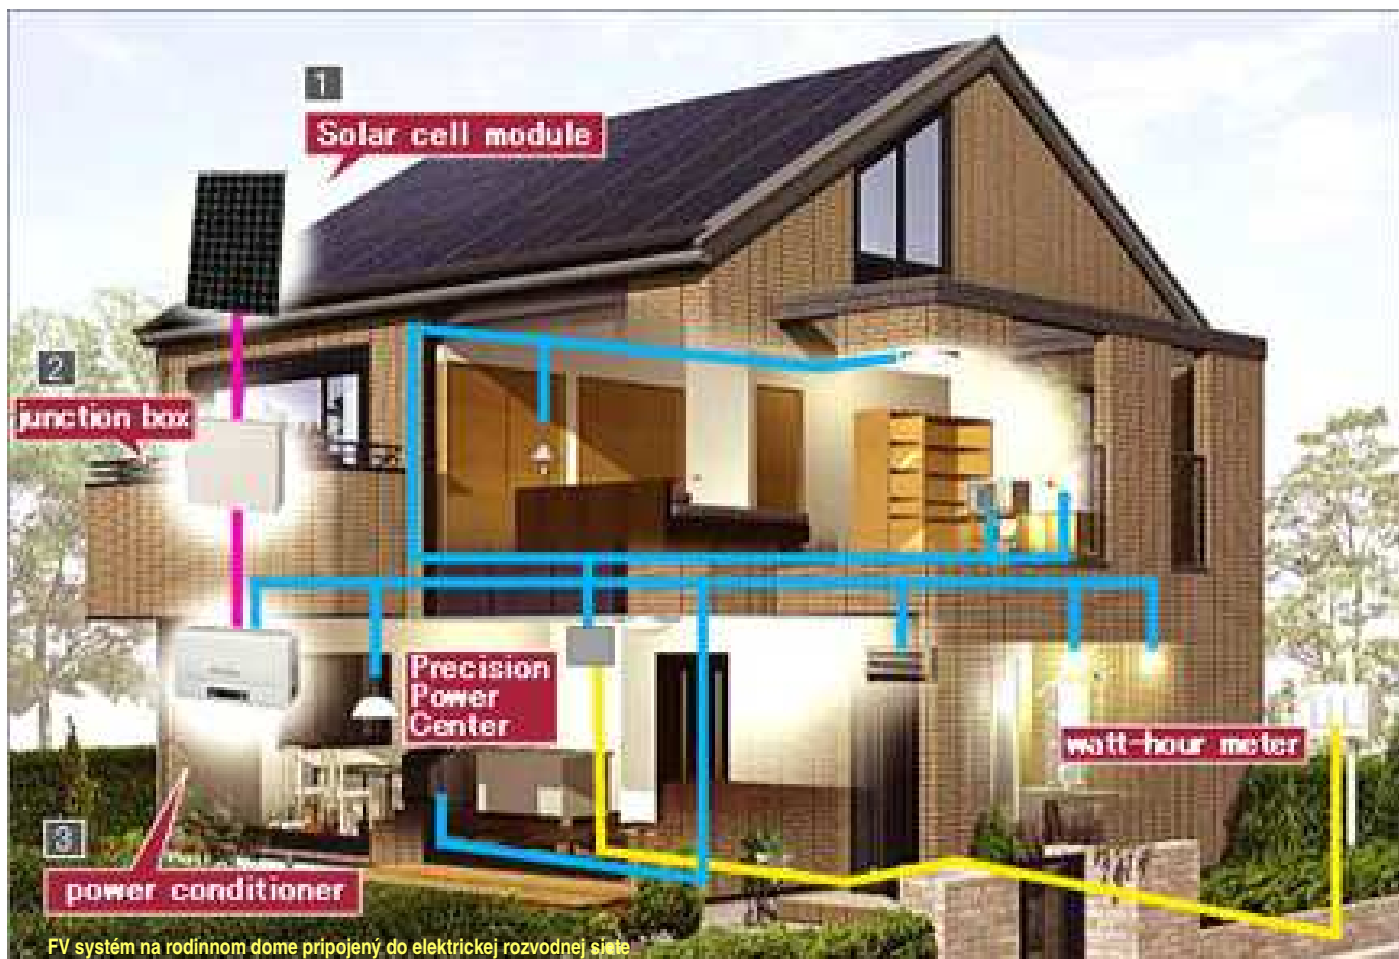 1
Solar cell module
2
junction box
Precision
Power
Center
watt-hour meter
3
power conditioner
FV systém na rodinnom dome pripojený do elektrickej rozvodnej siete